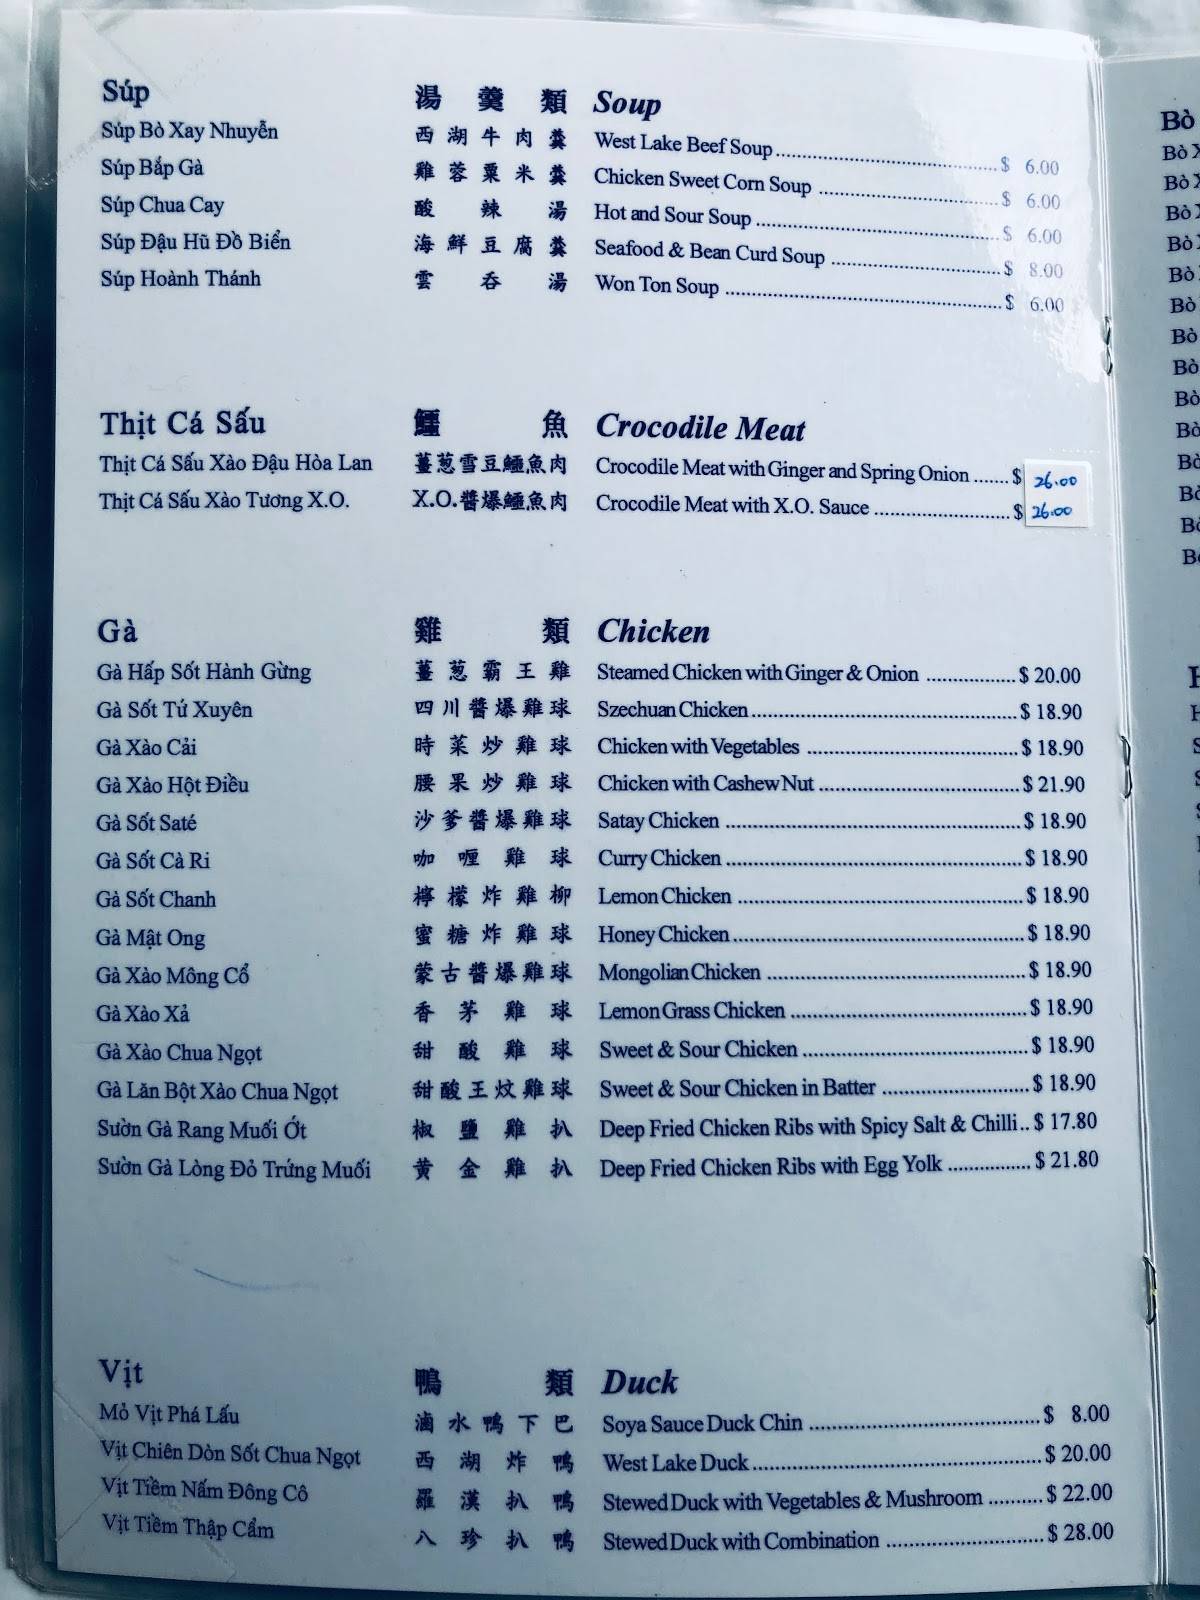 Súp 湯羹類 Soup
Súp Bò Xay Nhuyễn 西湖牛肉羹 West Lake Beef Soup $ 6.00
Súp Bắp Gà 雞蓉粟米羹 Chicken Sweet Corn Soup $ 6.00
Súp Chua Cay 酸辣湯 Hot and Sour Soup $ 6.00
Súp Đậu Hũ Đồ Biển 海鮮豆腐羹 Seafood & Bean Curd Soup $ 8.00
Súp Hoành Thánh 雲吞湯 Won Ton Soup $ 6.00
Thịt Cá Sấu 鱷魚 Crocodile Meat
Thịt Cá Sấu Xào Đậu Hòa Lan 薑葱雪豆鱷魚肉 Crocodile Meat with Ginger and Spring Onion $ 26.00
Thịt Cá Sấu Xào Tương X.O. X.O.醬爆鱷魚肉 Crocodile Meat with X.O. Sauce $ 26.00
Gà 雞類 Chicken
Gà Hấp Sốt Hành Gừng 薑葱霸王雞 Steamed Chicken with Ginger & Onion $ 20.00
Gà Sốt Tứ Xuyên 四川醬爆雞球 Szechuan Chicken $ 18.90
Gà Xào Cải 時菜炒雞球 Chicken with Vegetables $ 18.90
Gà Xào Hột Điều 腰果炒雞球 Chicken with Cashew Nut $ 21.90
Gà Sốt Saté 沙爹醬爆雞球 Satay Chicken $ 18.90
Gà Sốt Cà Ri 咖喱雞球 Curry Chicken $ 18.90
Gà Sốt Chanh 檸檬炸雞柳 Lemon Chicken $ 18.90
Gà Mật Ong 蜜糖炸雞球 Honey Chicken $ 18.90
Gà Xào Mông Cổ 蒙古醬爆雞球 Mongolian Chicken $ 18.90
Gà Xào Xả 香茅雞球 Lemon Grass Chicken $ 18.90
Gà Xào Chua Ngọt 甜酸雞球 Sweet & Sour Chicken $ 18.90
Gà Lăn Bột Xào Chua Ngọt 甜酸王炆雞球 Sweet & Sour Chicken in Batter $ 18.90
Sườn Gà Rang Muối Ớt 椒鹽雞扒 Deep Fried Chicken Ribs with Spicy Salt & Chilli.. $ 17.80
Sườn Gà Lòng Đỏ Trứng Muối 黄金雞扒 Deep Fried Chicken Ribs with Egg Yolk $ 21.80
Vịt 鴨類 Duck
Mỏ Vịt Phá Lấu 滷水鴨下巴 Soya Sauce Duck Chin $ 8.00
Vịt Chiên Dòn Sốt Chua Ngọt 西湖炸鴨 West Lake Duck $ 20.00
Vịt Tiềm Nấm Đông Cô 羅漢扒鴨 Stewed Duck with Vegetables & Mushroom $ 22.00
Vịt Tiềm Thập Cẩm 八珍扒鴨 Stewed Duck with Combination $ 28.00
Bò
Bò
Bò
Bò
Bò
Bò
Bò
Bò
Bò
Bò
Bò
Bò
Bò